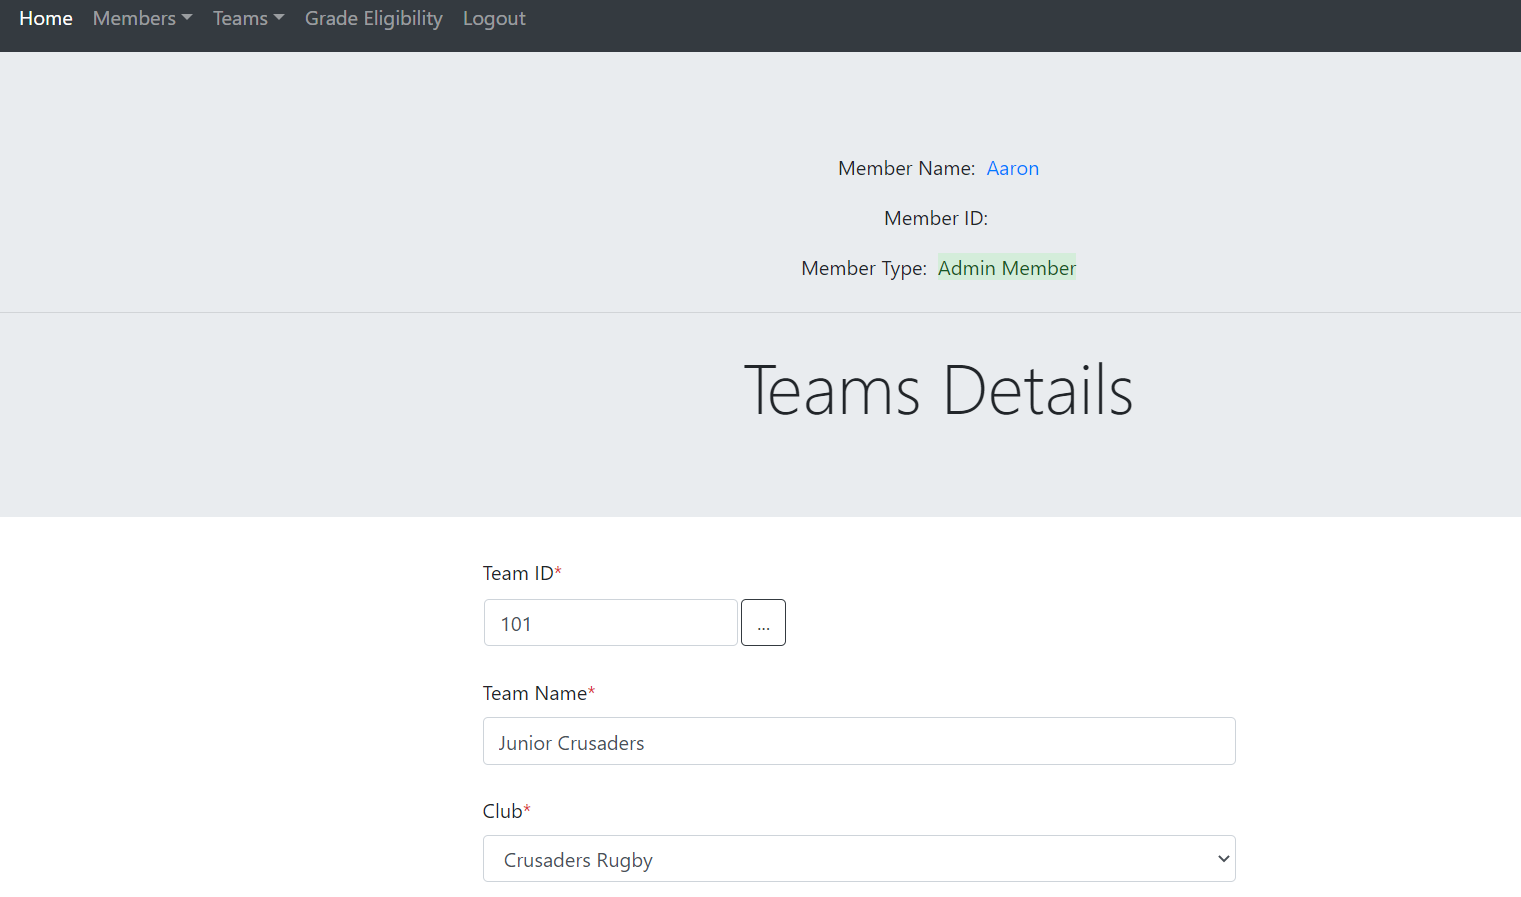 Home Members Teams Grade Eligibility Logout
Member Name: Aaron
Member ID:
Member Type: Admin Member
Teams Details
Team ID*
101 ...
Team Name*
Junior Crusaders
Club*
Crusaders Rugby